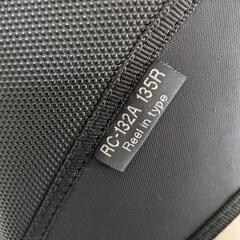 RC-132A 135R
Reel in type